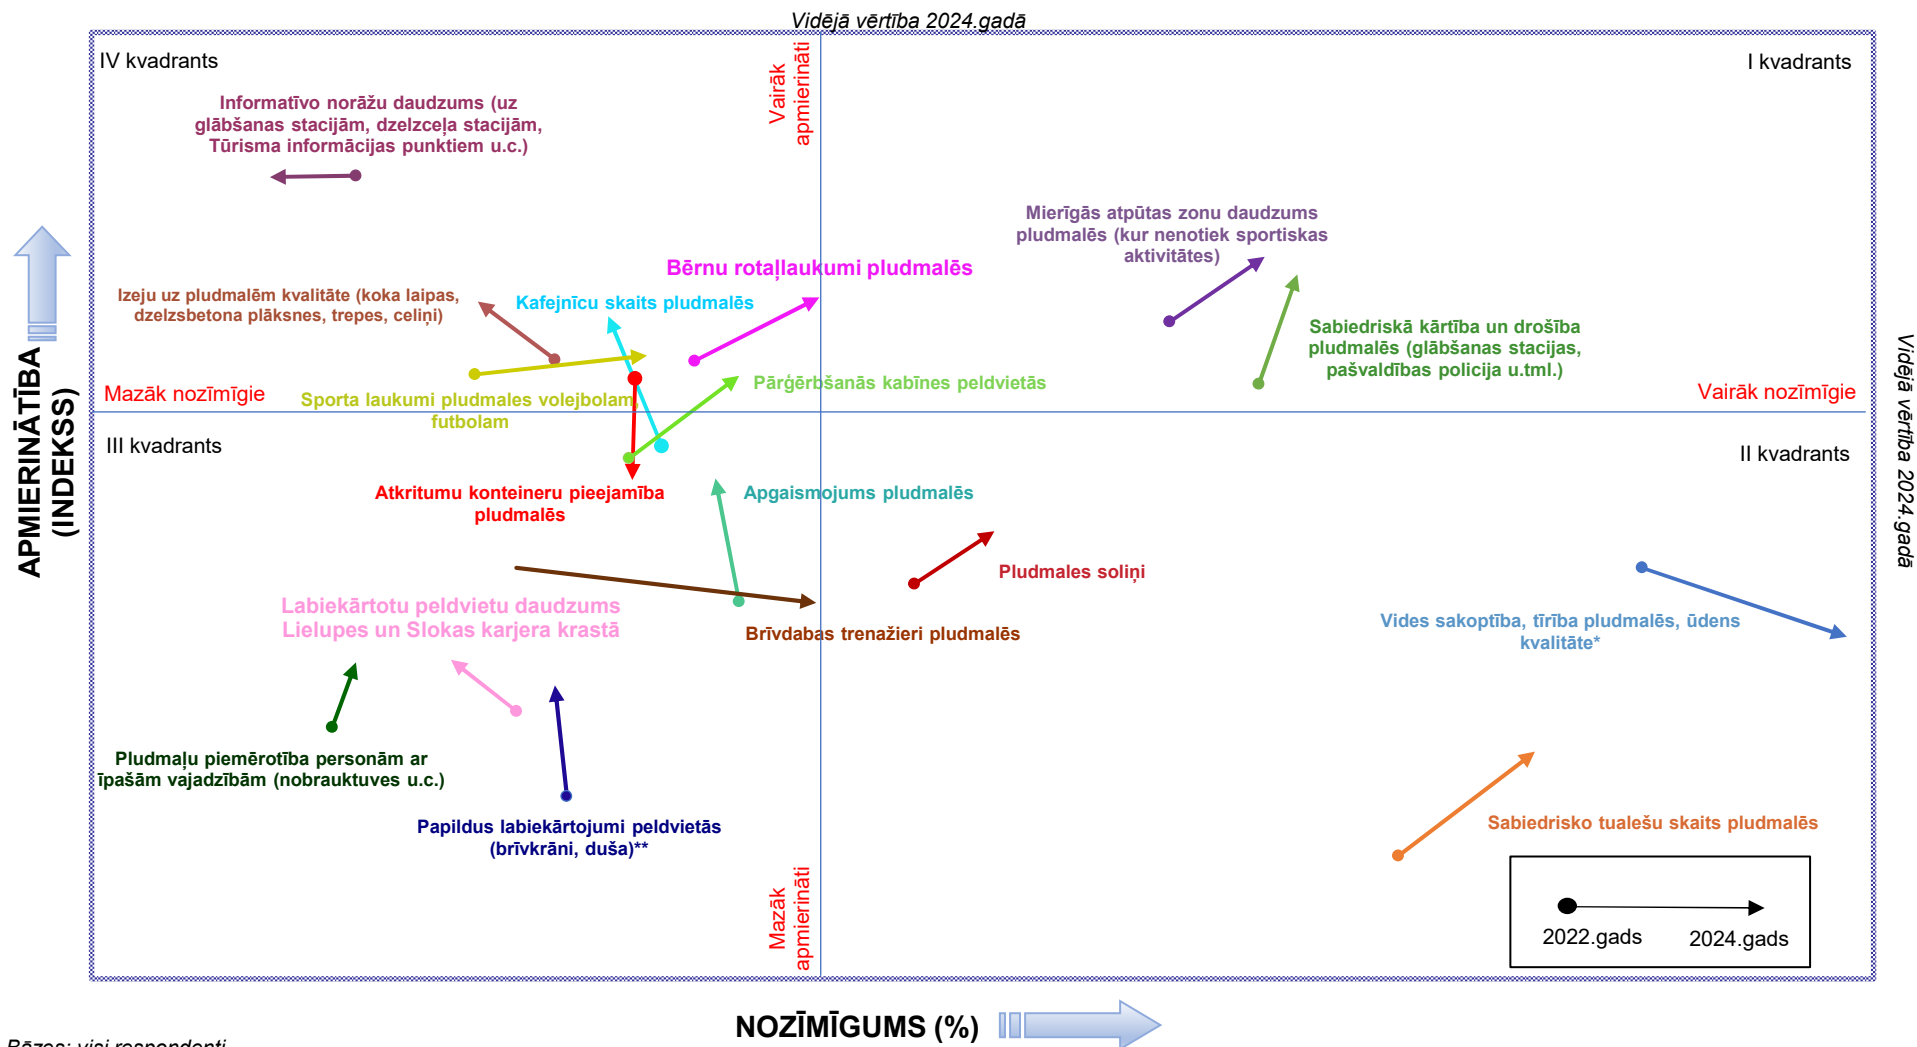 Vidējā vērtība 2024.gadā
IV kvadrants
I kvadrants
Vairāk
apmierināti
Informatīvo norāžu daudzums (uz
glābšanas stacijām, dzelzceļa stacijām,
Tūrisma informācijas punktiem u.c.)
Mierīgās atpūtas zonu daudzums
pludmalēs (kur nenotiek sportiskas
aktivitātes)
Bērnu rotaļlaukumi pludmalēs
Izeju uz pludmalēm kvalitāte (koka laipas,
dzelzsbetona plāksnes, trepes, celiņi)
Kafejnīcu skaits pludmalēs
Sabiedriskā kārtība un drošība
pludmalēs (glābšanas stacijas,
pašvaldības policija u.tml.)
Pārģērbšanās kabīnes peldvietās
Mazāk nozīmīgie
Sporta laukumi pludmales volejbolam,
futbolam
Vairāk nozīmīgie
APMIERINĀTĪBA
(INDEKSS)
Vidējā vērtība 2024.gadā
III kvadrants
II kvadrants
Atkritumu konteineru pieejamība
pludmalēs
Apgaismojums pludmalēs
Pludmales soliņi
Labiekārtotu peldvietu daudzums
Lielupes un Slokas karjera krastā
Brīvdabas trenažieri pludmalēs
Vides sakoptība, tīrība pludmalēs, ūdens
kvalitāte*
Pludmaļu piemērotība personām ar
īpašām vajadzībām (nobrauktuves u.c.)
Papildus labiekārtojumi peldvietās
(brīvkrāni, duša)**
Sabiedrisko tualešu skaits pludmalēs
Mazāk
apmierināti
2022.gads
2024.gads
NOZĪMĪGUMS (%)
Bāzes: visi respondenti